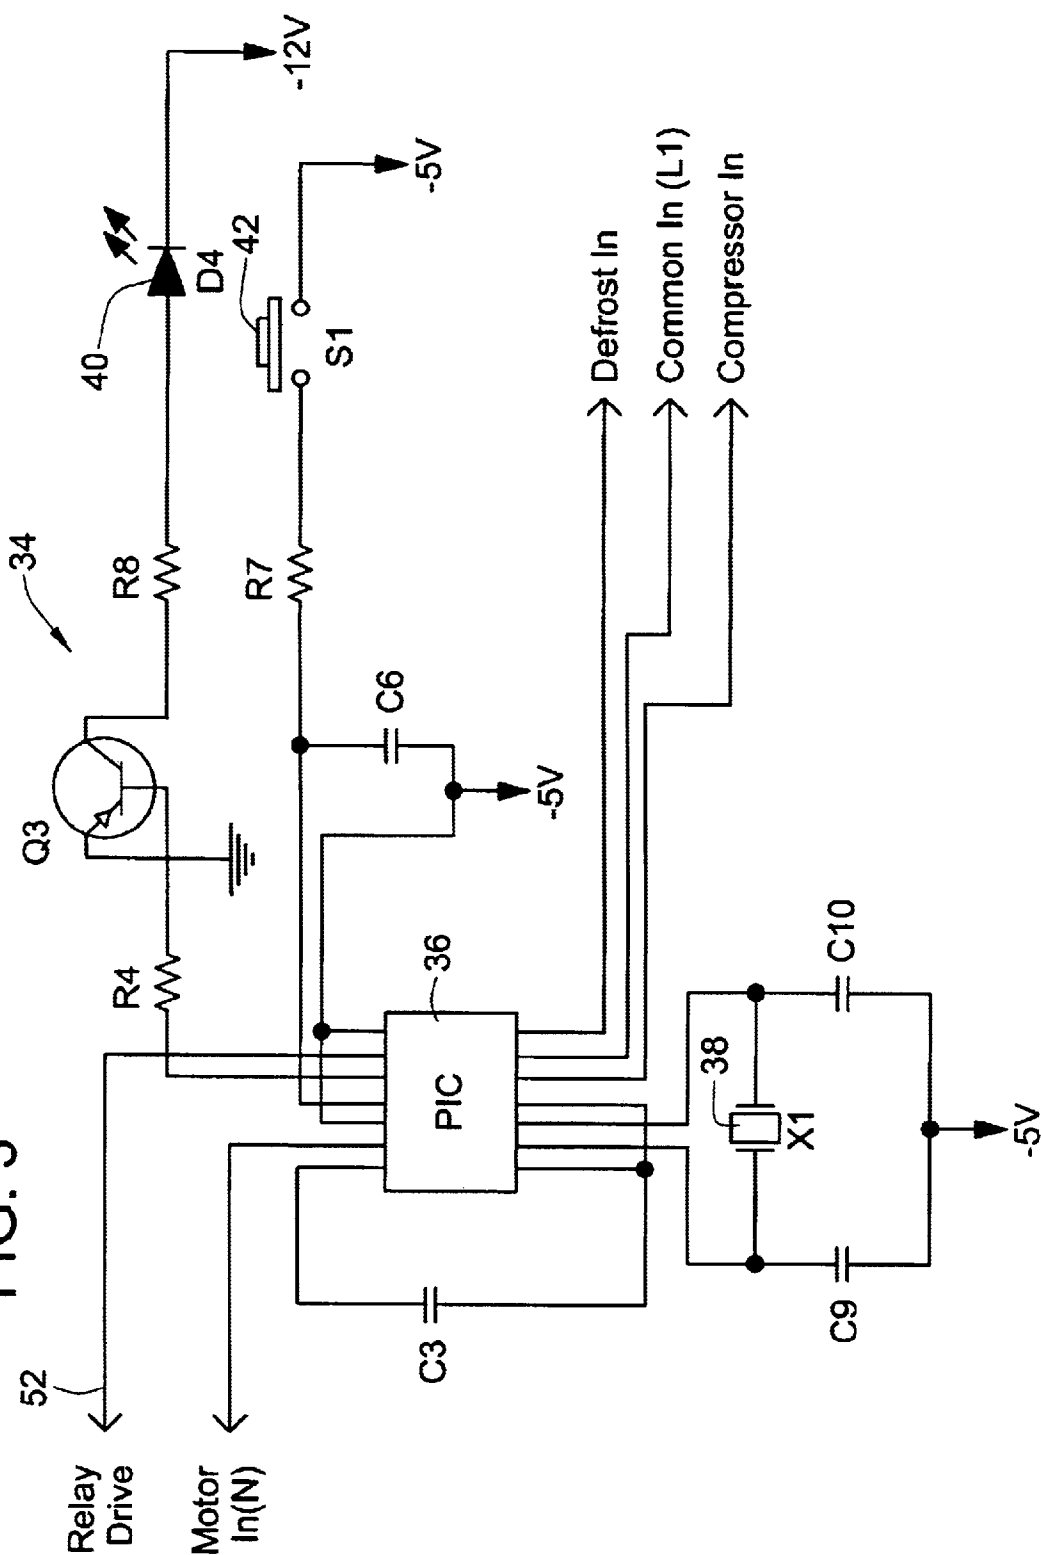 FIG.
34
52
Q3
40
Relay
Drive
R4
R8
D4
Motor
In(N)
R7
42
-12V
S1
C6
-5V
C3
36
PIC
-5V
Defrost In
Common In (L1)
38
Compressor In
X1
C9
C10
-5V